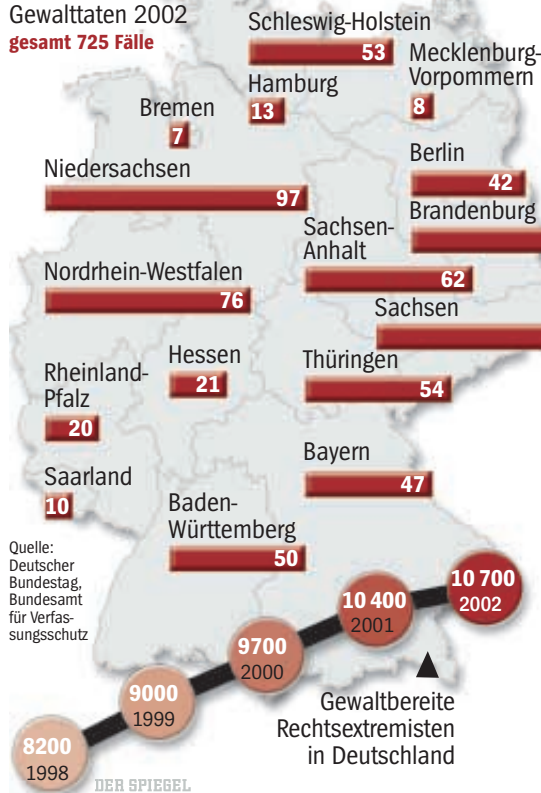 Gewalttaten 2002
gesamt 725 Fälle
Schleswig-Holstein
53
Mecklenburg-
Vorpommern
8
Hamburg
13
Bremen
7
Berlin
42
Niedersachsen
97
Brandenburg
Sachsen-
Anhalt
62
Nordrhein-Westfalen
76
Sachsen
Hessen
21
Thüringen
54
Rheinland-
Pfalz
20
Bayern
47
Saarland
10
Baden-
Württemberg
50
Quelle:
Deutscher
Bundestag,
Bundesamt
für Verfas-
sungsschutz
10 700
2002
10 400
2001
9700
2000
9000
1999
8200
1998
Gewaltbereite
Rechtsextremisten
in Deutschland
DER SPIEGEL